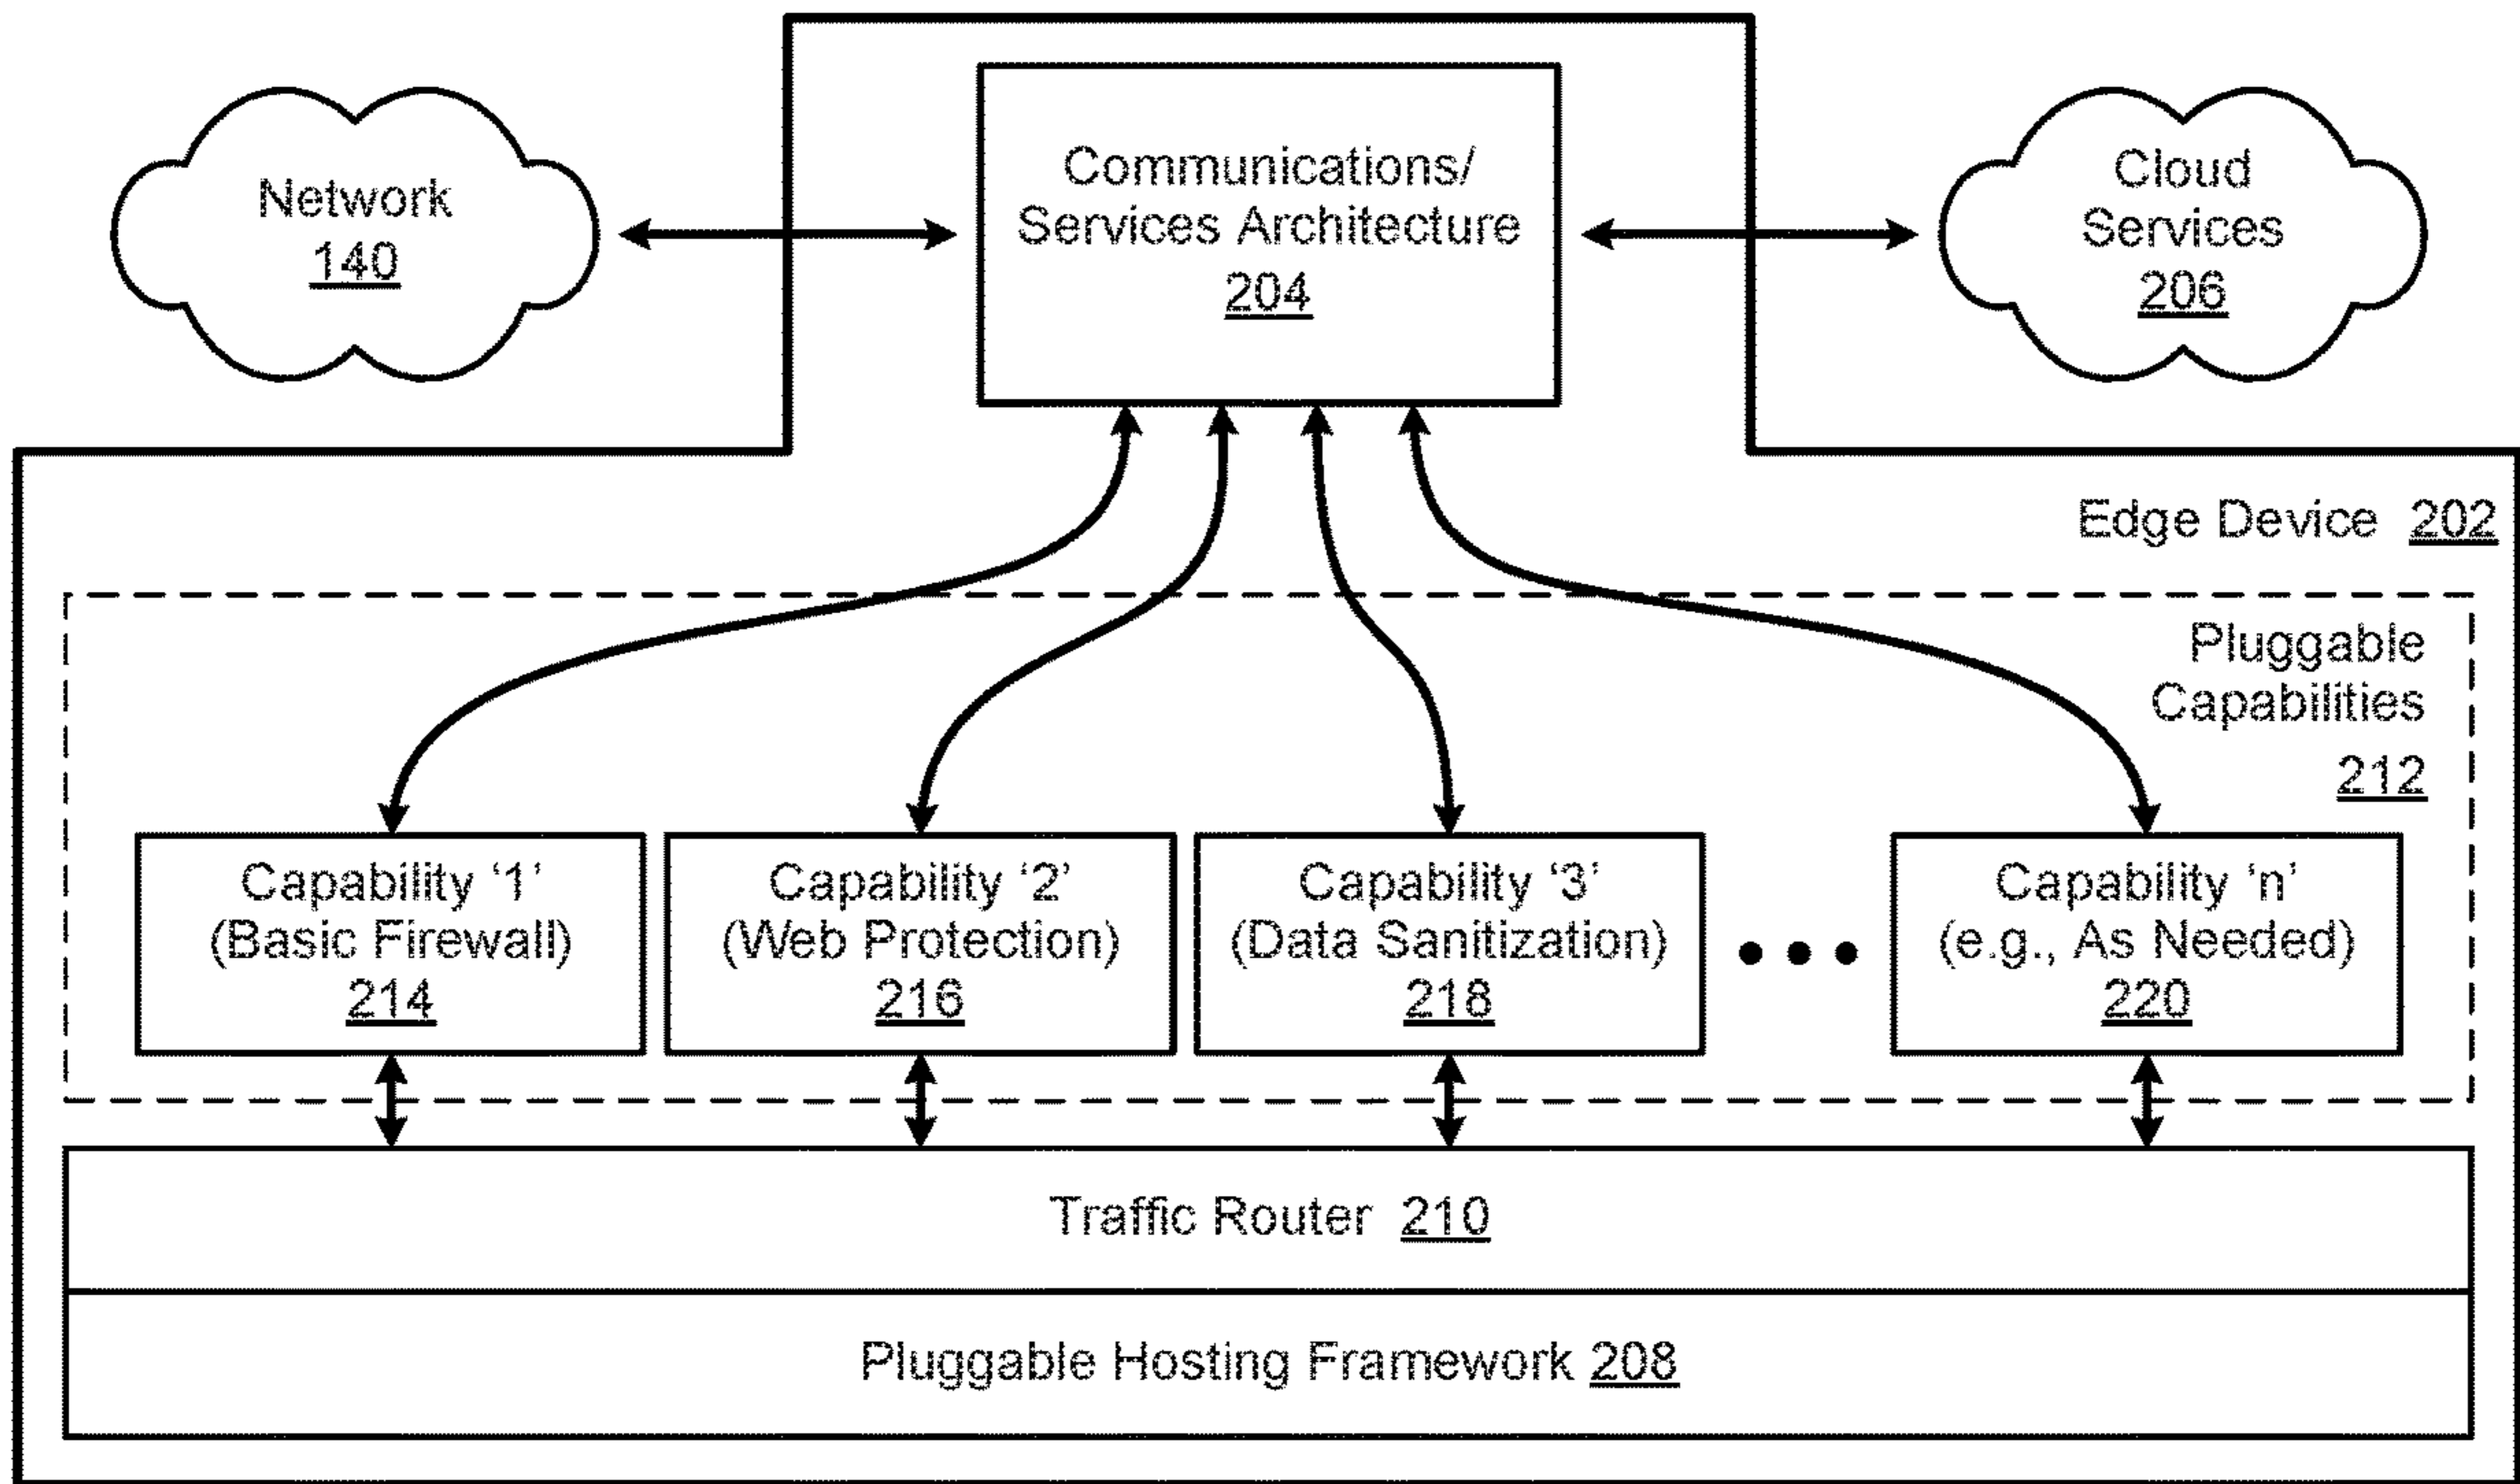 Network
140
Communications/
Services Architecture
204
Cloud
Services
206
Edge Device 202
Pluggable
Capabilities
212
Capability ‘1’
(Basic Firewall)
214
Capability ‘2’
(Web Protection)
216
Capability ‘3’
(Data Sanitization)
218
Capability ‘n’
(e.g., As Needed)
220
Traffic Router 210
Pluggable Hosting Framework 208